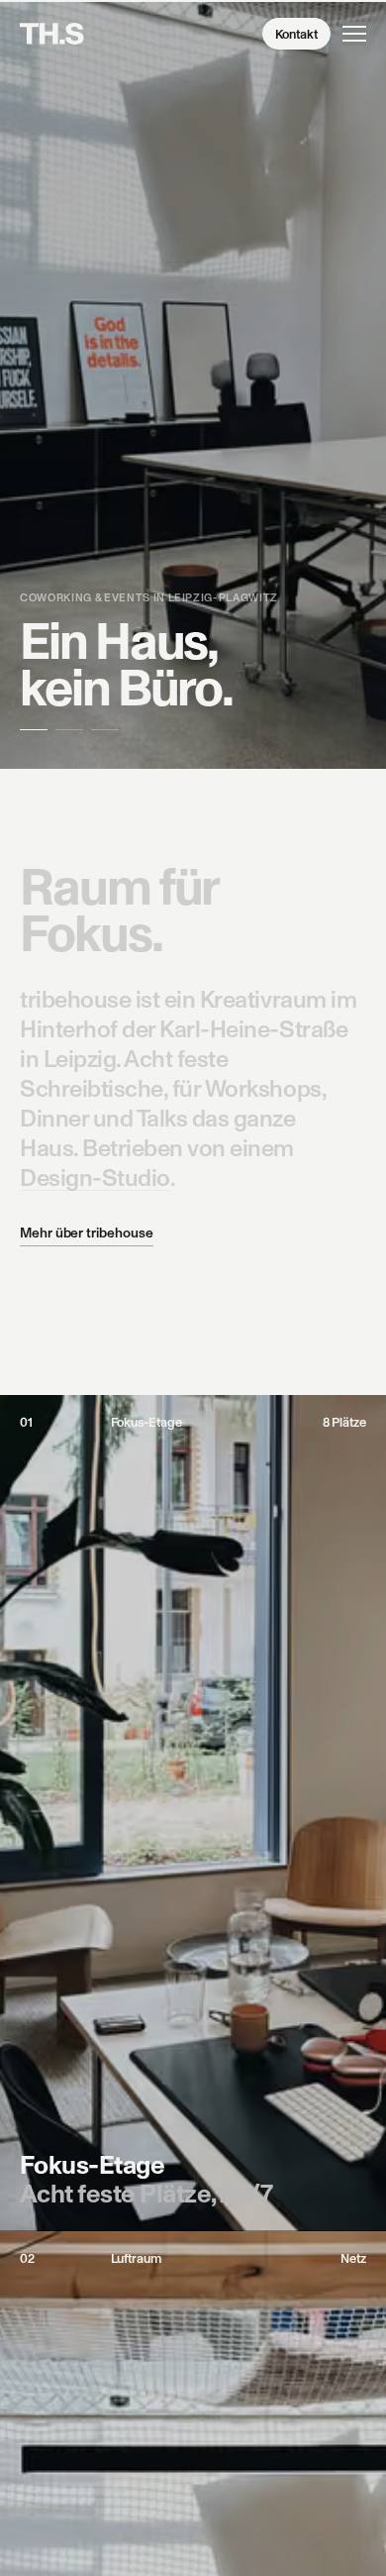 TH.S
Kontakt
God
is in the
details.
SSIAN
RSHIP,
FUCK
URSELF.
COWORKING & EVENTS IN LEIPZIG-PLAGWITZ
Ein Haus,
kein Büro.
Raum für
Fokus.
tribehouse ist ein Kreativraum im
Hinterhof der Karl-Heine-Straße
in Leipzig. Acht feste
Schreibtische, für Workshops,
Dinner und Talks das ganze
Haus. Betrieben von einem
Design-Studio.
Mehr über tribehouse
01 Fokus-Etage 8 Plätze
Fokus-Etage
Acht feste Plätze, /7
02 Luftraum Netz